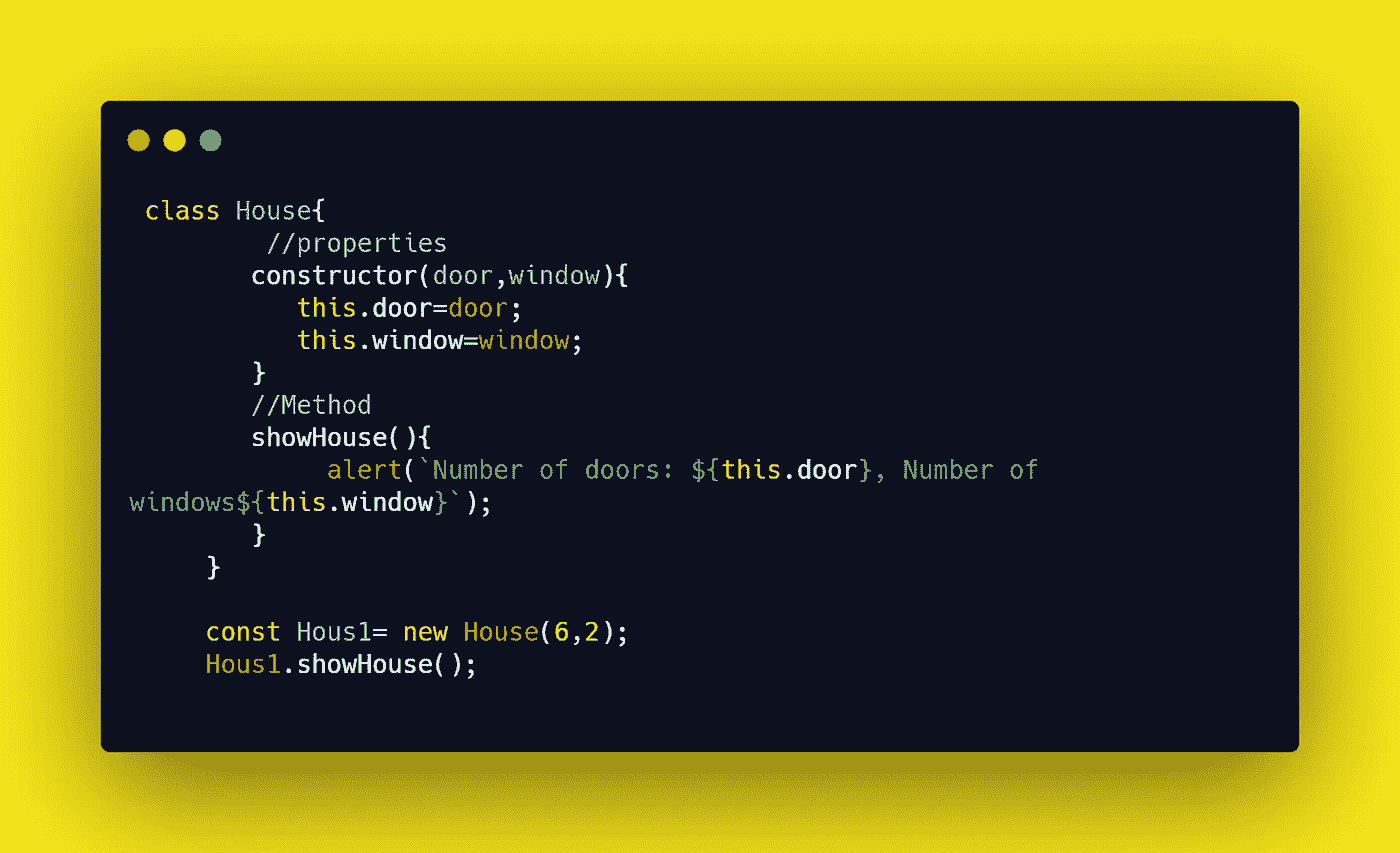 class House{
//properties
constructor(door,window){
this.door=door;
this.window=window;
}
//Method
showHouse(){
alert(`Number of doors: ${this.door}, Number of
windows${this.window}`);
}
}
const Hous1= new House(6,2);
Hous1.showHouse();